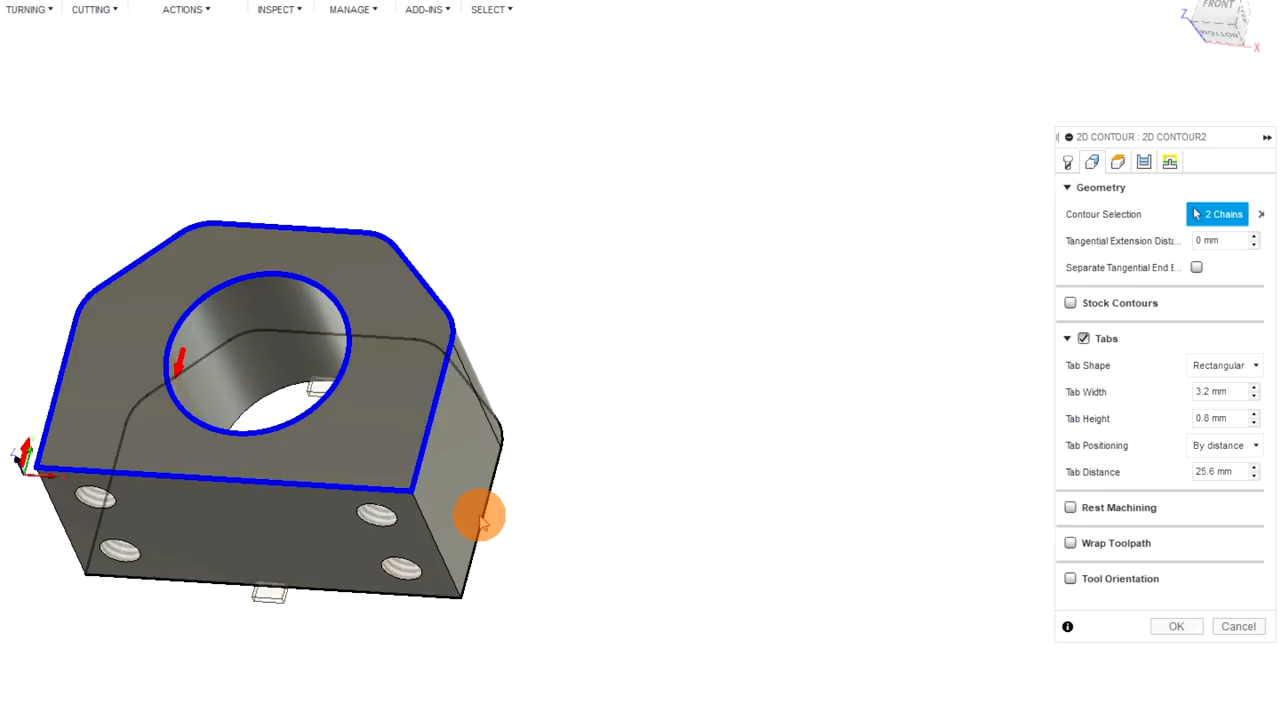 TURNING▾ CUTTING▾ ACTIONS▾ INSPECT▾ MANAGE▾ ADD-INS▾ SELECT▾
FRONT
Z
BOTTOM
X
2D CONTOUR : 2D CONTOUR2
Geometry
Contour Selection 2 Chains
Tangential Extension Dista... 0 mm
Separate Tangential End E...
Stock Contours
Tabs
Tab Shape Rectangular
Tab Width 3.2 mm
Tab Height 0.8 mm
Tab Positioning By distance
Tab Distance 25.6 mm
Rest Machining
Wrap Toolpath
Tool Orientation
OK Cancel